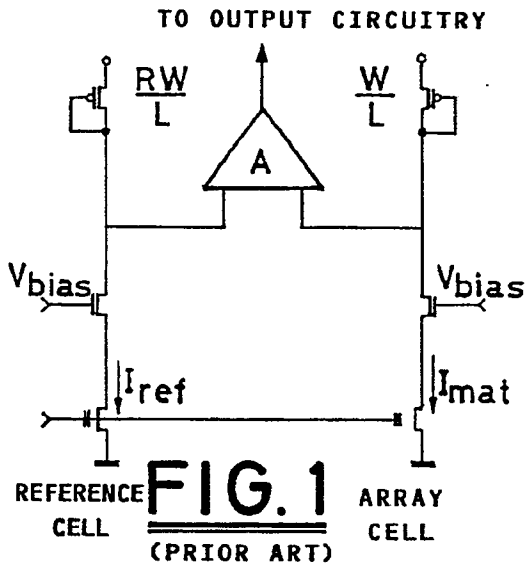 TO OUTPUT CIRCUITRY
RW
L
W
L
A
Vbias
Vbias
Iref
Imat
REFERENCE
CELL
FIG.1
(PRIOR ART)
ARRAY
CELL